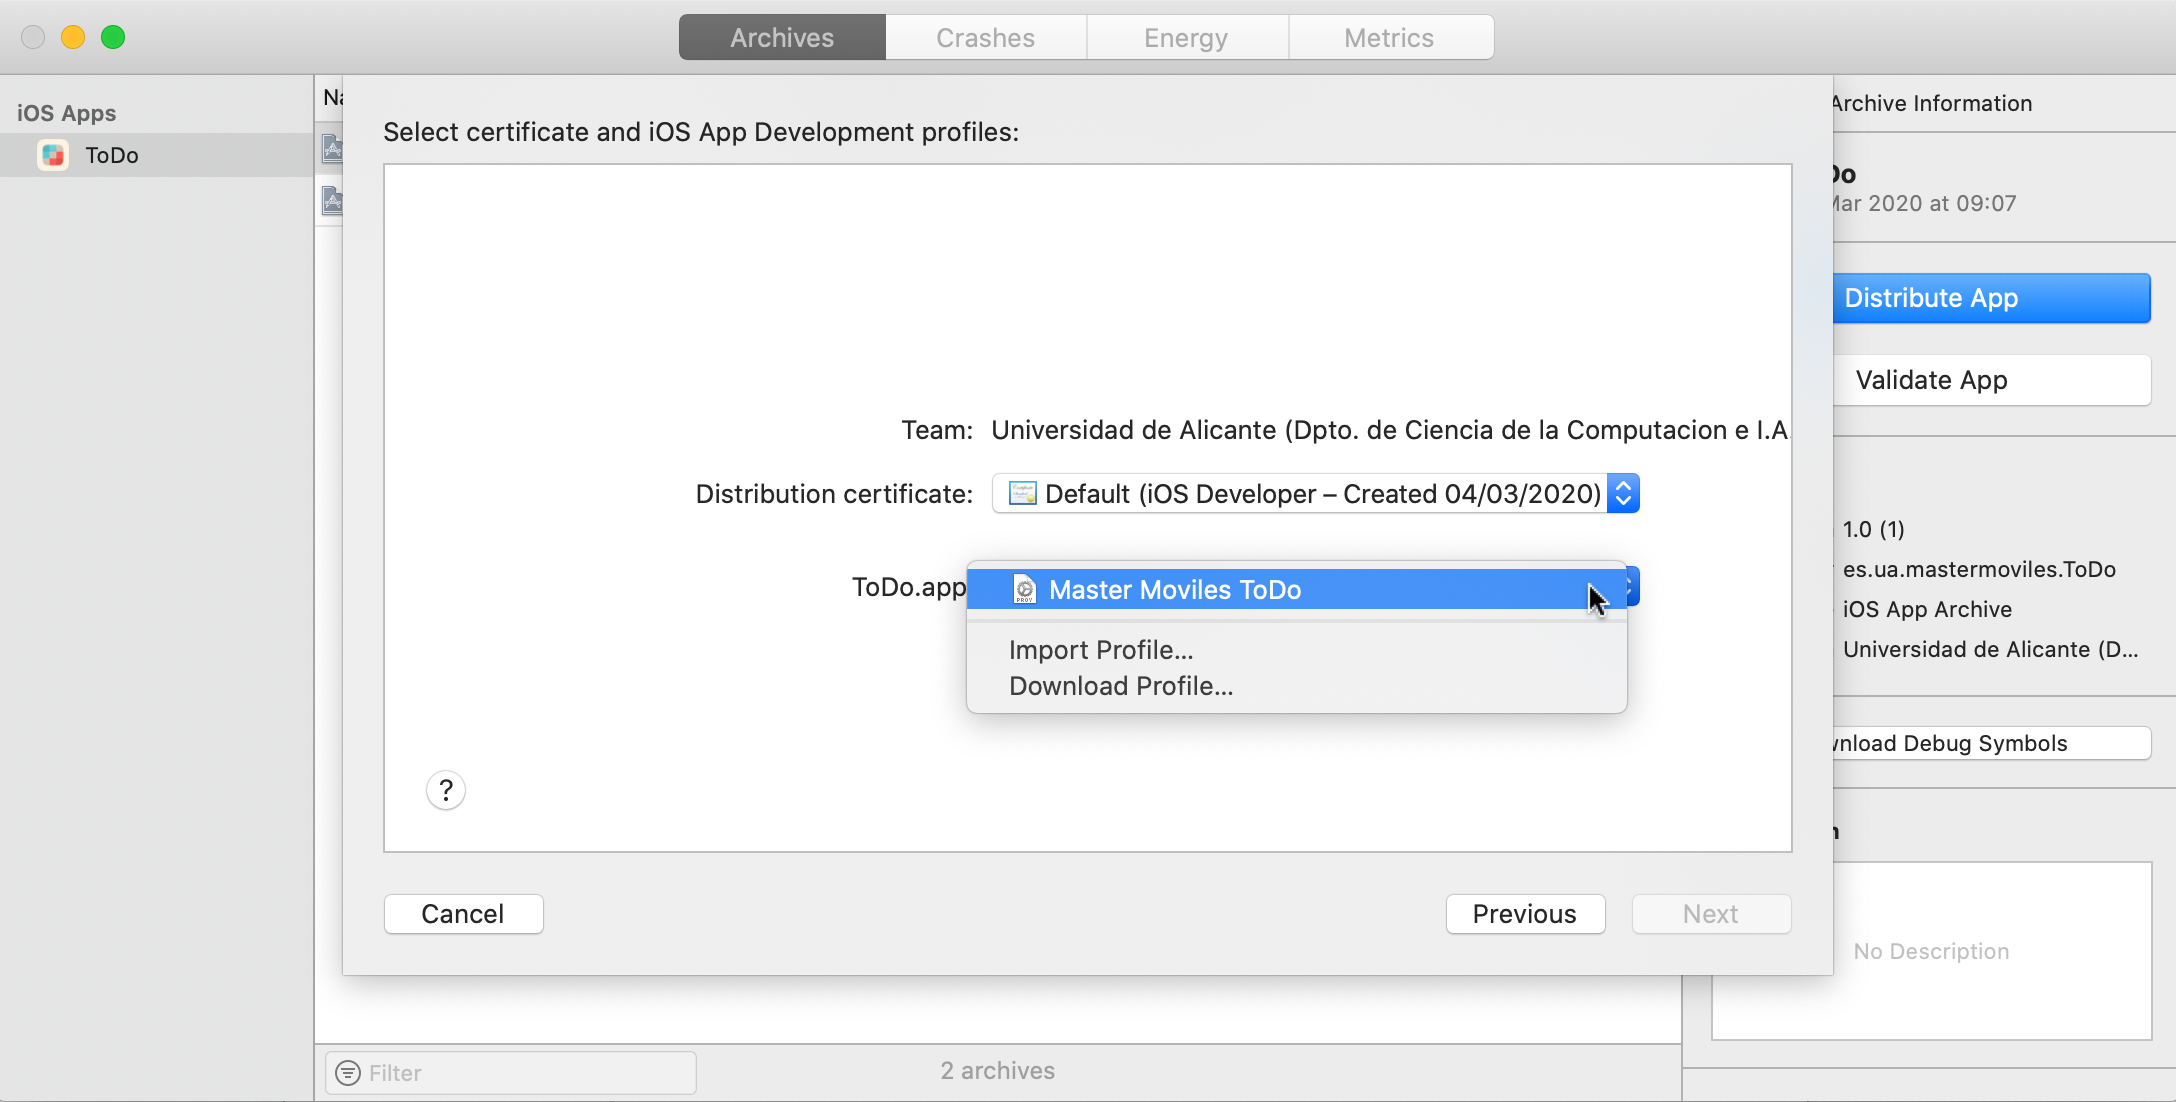 Archives
Crashes
Energy
Metrics
iOS Apps
ToDo
Select certificate and iOS App Development profiles:
Team: Universidad de Alicante (Dpto. de Ciencia de la Computacion e I.A.
Distribution certificate: Default (iOS Developer – Created 04/03/2020)
ToDo.app
Master Moviles ToDo
Import Profile...
Download Profile...
?
Cancel
Previous
Next
Archive Information
Mar 2020 at 09:07
Distribute App
Validate App
1.0 (1)
es.ua.mastermoviles.ToDo
iOS App Archive
Universidad de Alicante (D...
Debug Symbols
No Description
Filter
2 archives